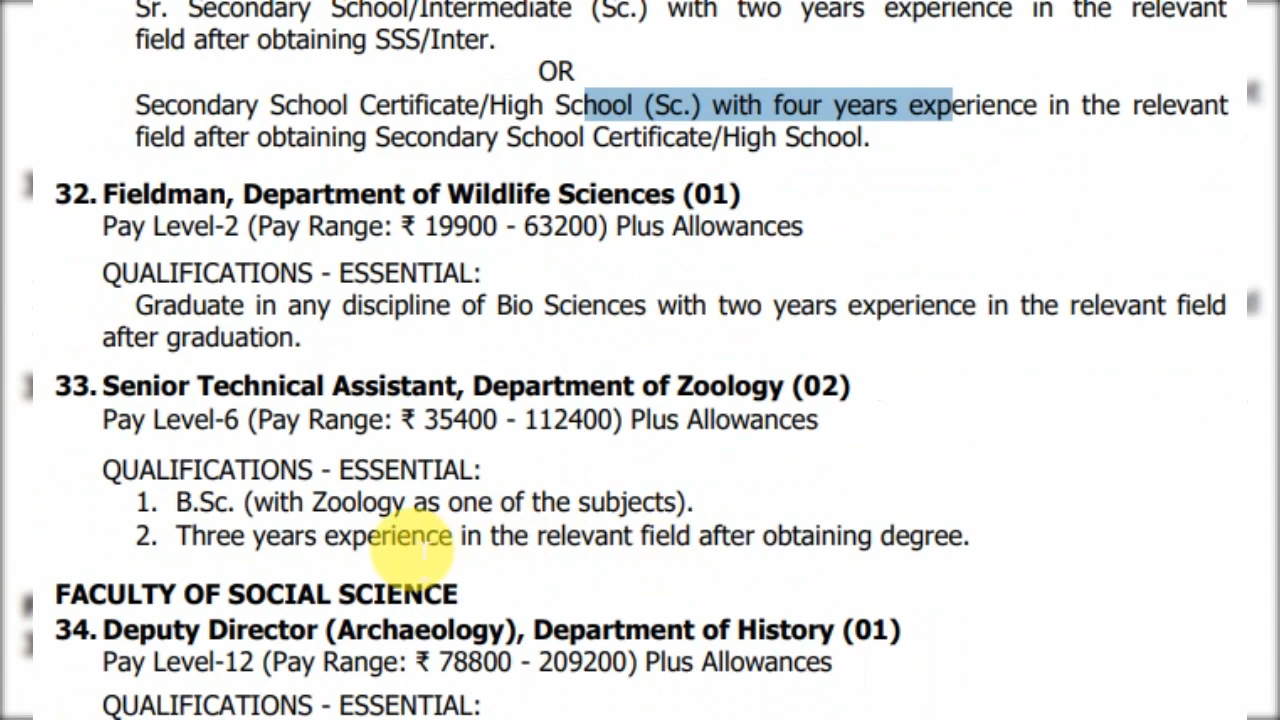 Sr. Secondary School/Intermediate (Sc.) with two years experience in the relevant
field after obtaining SSS/Inter.
OR
Secondary School Certificate/High School (Sc.) with four years experience in the relevant
field after obtaining Secondary School Certificate/High School.
32. Fieldman, Department of Wildlife Sciences (01)
Pay Level-2 (Pay Range: ₹ 19900 - 63200) Plus Allowances
QUALIFICATIONS - ESSENTIAL:
Graduate in any discipline of Bio Sciences with two years experience in the relevant field
after graduation.
33. Senior Technical Assistant, Department of Zoology (02)
Pay Level-6 (Pay Range: ₹ 35400 - 112400) Plus Allowances
QUALIFICATIONS - ESSENTIAL:
1. B.Sc. (with Zoology as one of the subjects).
2. Three years experience in the relevant field after obtaining degree.
FACULTY OF SOCIAL SCIENCE
34. Deputy Director (Archaeology), Department of History (01)
Pay Level-12 (Pay Range: ₹ 78800 - 209200) Plus Allowances
QUALIFICATIONS - ESSENTIAL: